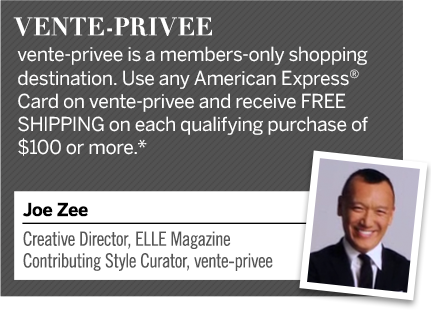 VENTE-PRIVEE
vente-privee is a members-only shopping
destination. Use any American Express®
Card on vente-privee and receive FREE
SHIPPING on each qualifying purchase of
$100 or more.*
Joe Zee
Creative Director, ELLE Magazine
Contributing Style Curator, vente-privee